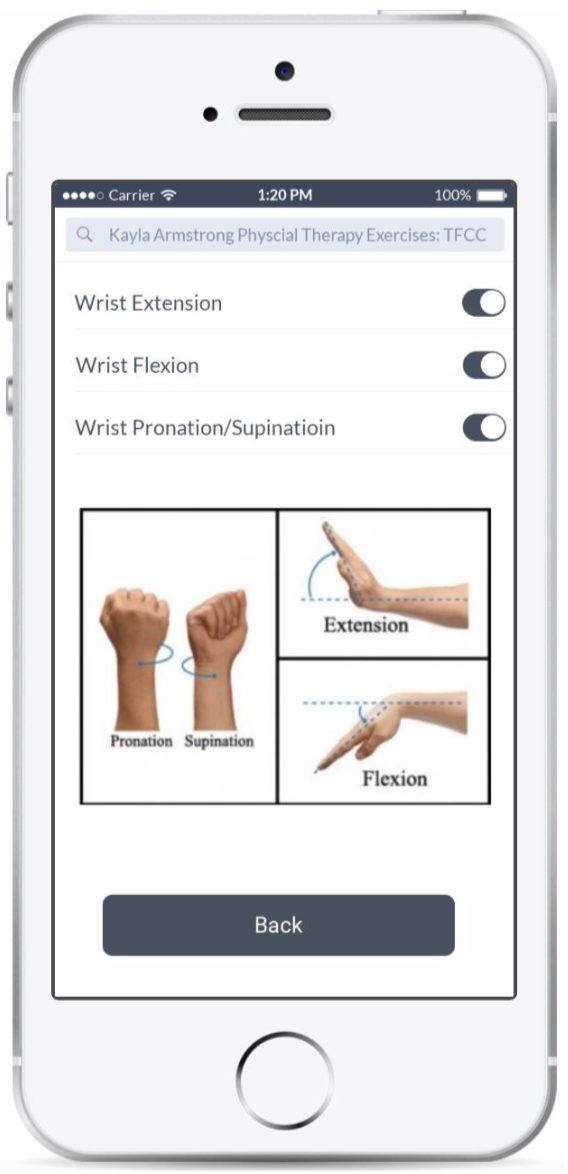 Carrier 1:20 PM 100%
Kayla Armstrong Physcial Therapy Exercises: TFCC
Wrist Extension
Wrist Flexion
Wrist Pronation/Supinatioin
Pronation Supination
Extension
Flexion
Back